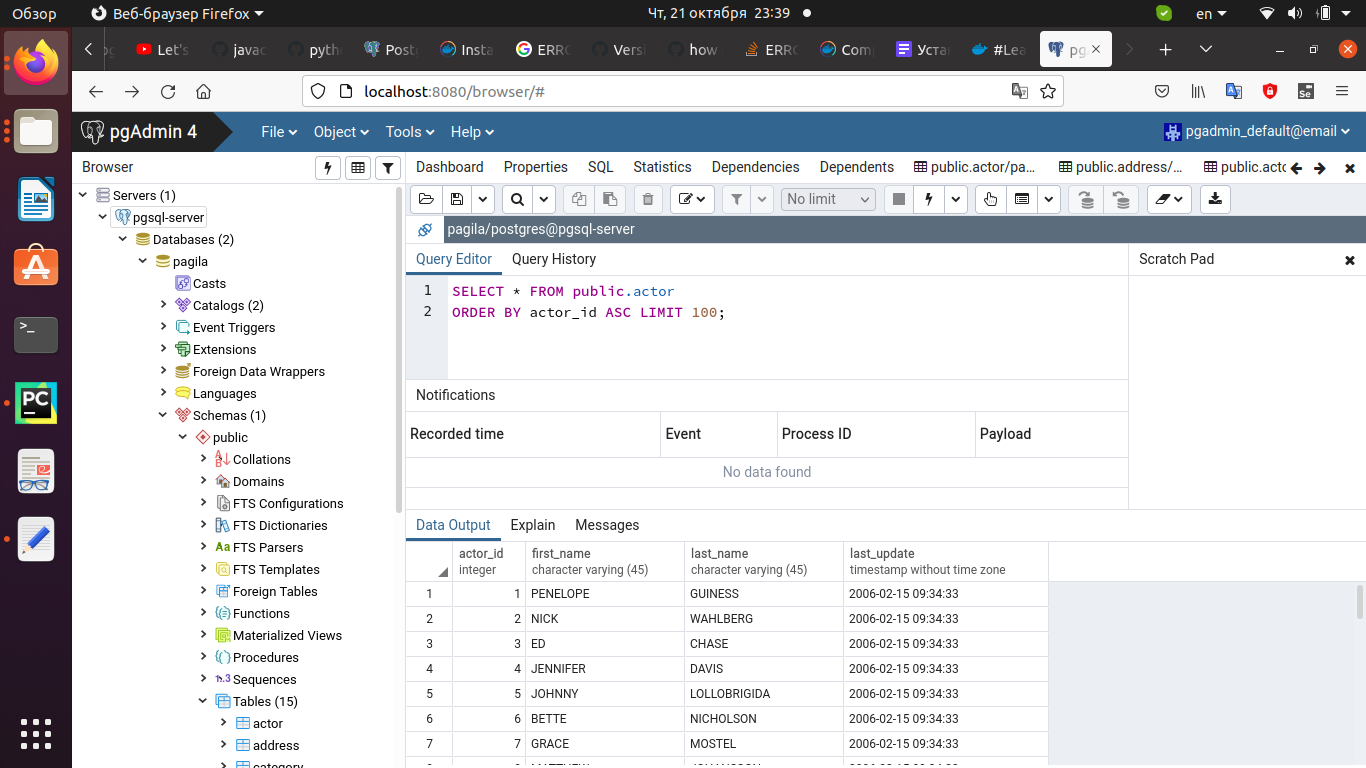 Обзор Веб-браузер Firefox Чт, 21 октября 23:39 en
Let's javac pyth Post Insta ERRO Versi how ERRO Com Уста #Lea pg
localhost:8080/browser/#
pgAdmin 4 File Object Tools Help pgadmin_default@email
Browser Dashboard Properties SQL Statistics Dependencies Dependents public.actor/pa... public.address/... public.acto
Servers (1)
pgsql-server
Databases (2)
pagila
Casts
Catalogs (2)
Event Triggers
Extensions
Foreign Data Wrappers
Languages
Schemas (1)
public
Collations
Domains
FTS Configurations
FTS Dictionaries
Aa FTS Parsers
FTS Templates
Foreign Tables
Functions
Materialized Views
Procedures
1..3 Sequences
Tables (15)
actor
address
category
No limit
pagila/postgres@pgsql-server
Query Editor Query History Scratch Pad
1 SELECT * FROM public.actor
2 ORDER BY actor_id ASC LIMIT 100;
Notifications
Recorded time Event Process ID Payload
No data found
Data Output Explain Messages
actor_id first_name last_name last_update
integer character varying (45) character varying (45) timestamp without time zone
1 1 PENELOPE GUINESS 2006-02-15 09:34:33
2 2 NICK WAHLBERG 2006-02-15 09:34:33
3 3 ED CHASE 2006-02-15 09:34:33
4 4 JENNIFER DAVIS 2006-02-15 09:34:33
5 5 JOHNNY LOLLOBRIGIDA 2006-02-15 09:34:33
6 6 BETTE NICHOLSON 2006-02-15 09:34:33
7 7 GRACE MOSTEL 2006-02-15 09:34:33
>_
PC
Se